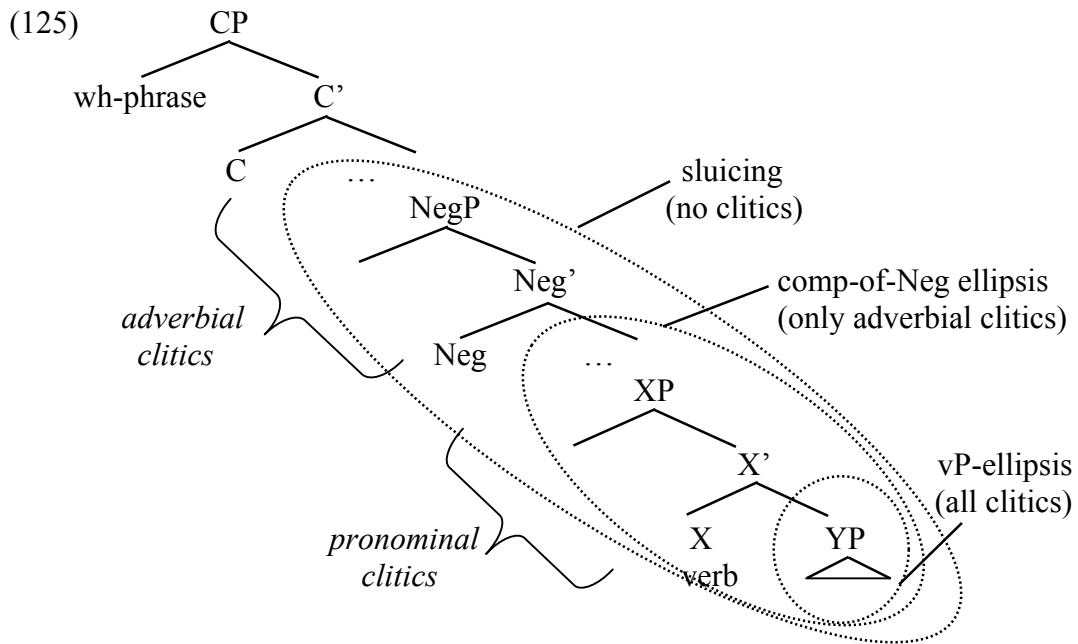 (125)
CP
wh-phrase
C’
C
…
sluicing
(no clitics)
NegP
Neg’
comp-of-Neg ellipsis
(only adverbial clitics)
adverbial
clitics
Neg
…
XP
X’
vP-ellipsis
(all clitics)
pronominal
clitics
X
YP
verb